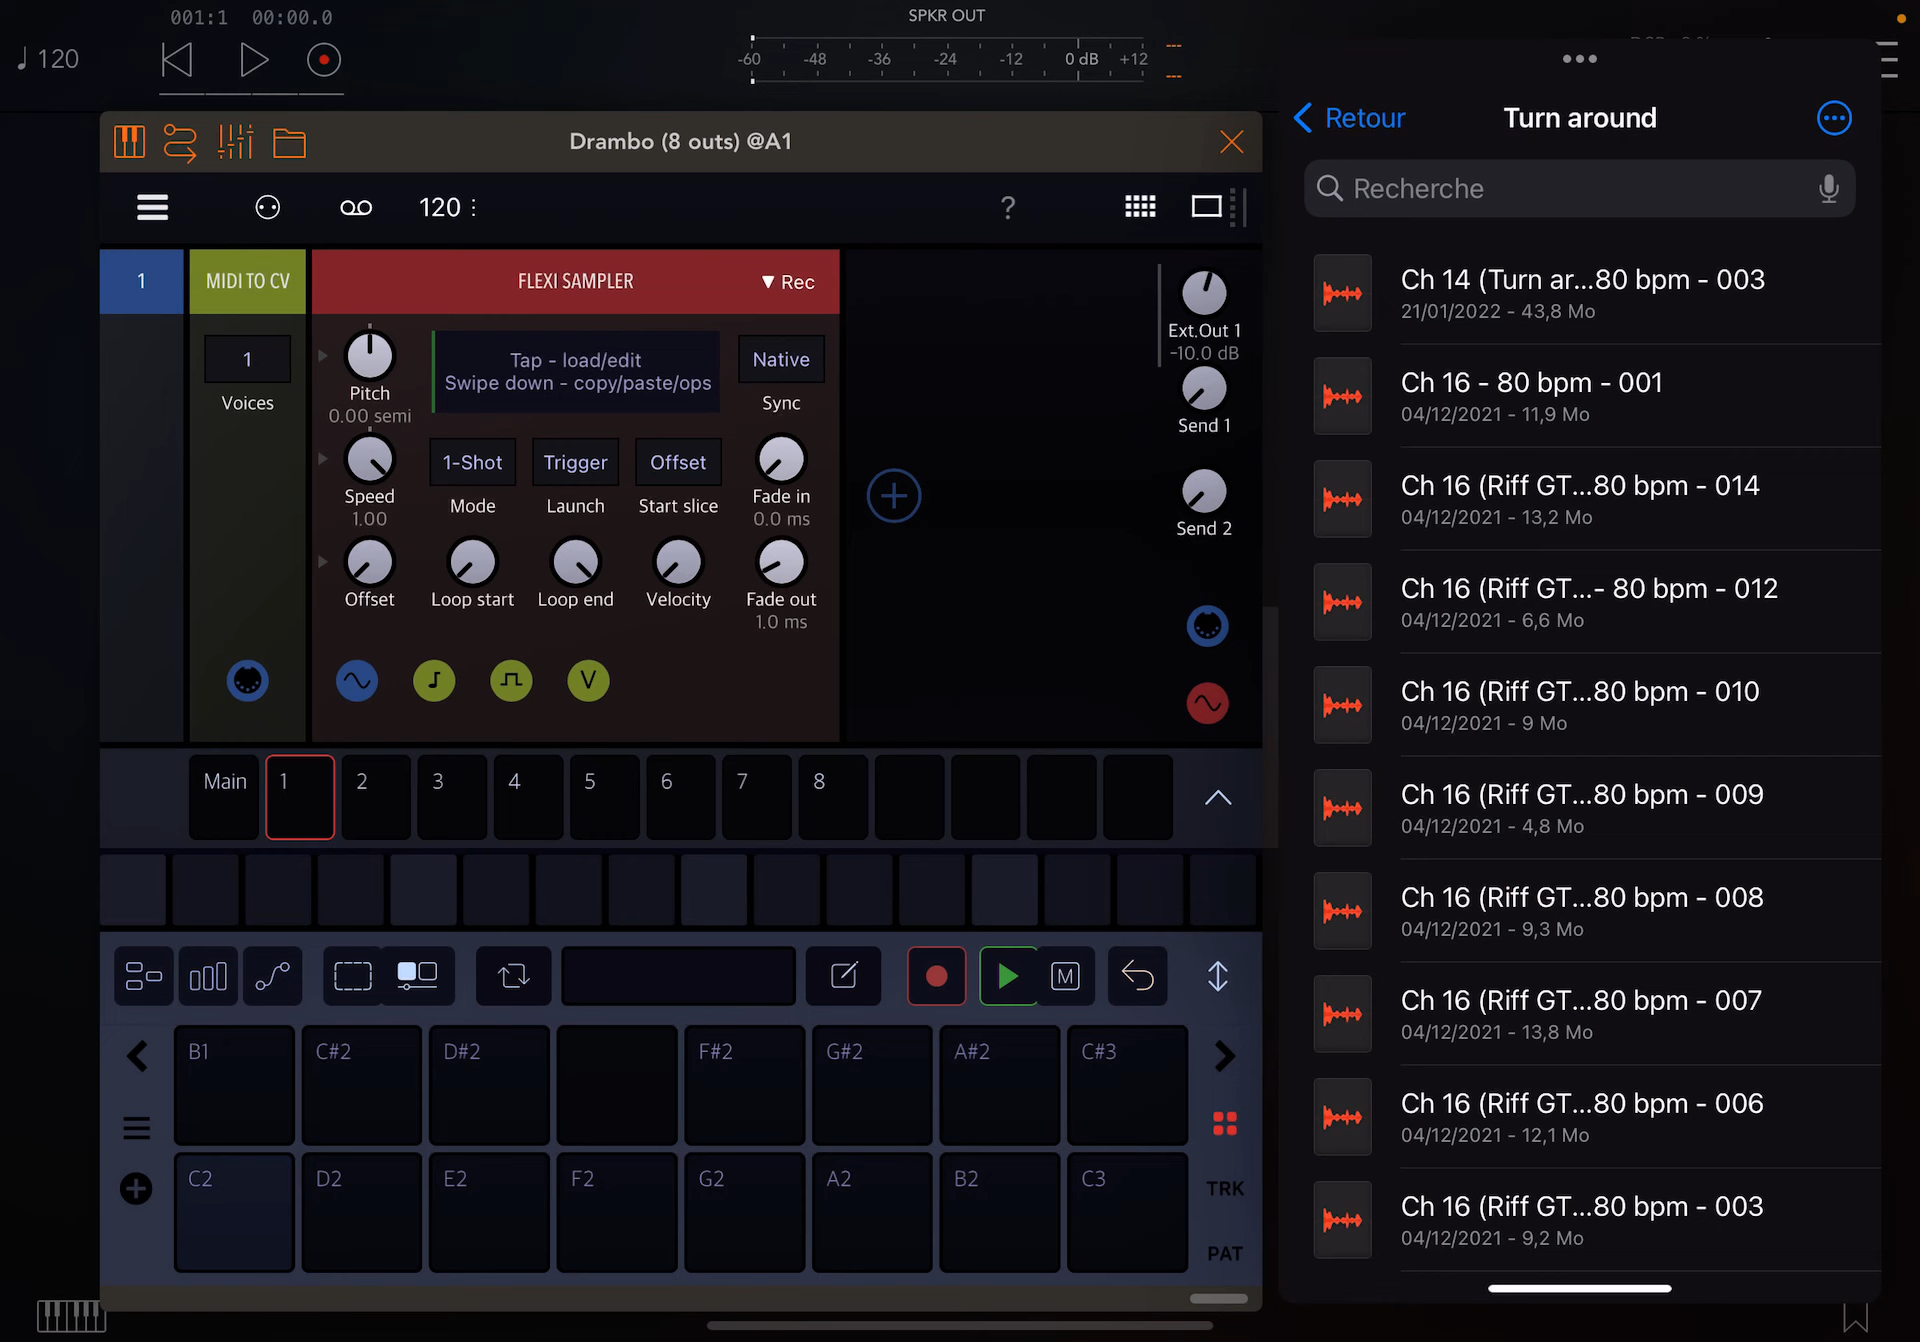 001:1 00:00.0
SPKR OUT
120
-60 -48 -36 -24 -12 0 dB +12
Drambo (8 outs) @A1
120
?
1
MIDI TO CV
FLEXI SAMPLER
▼ Rec
1
Voices
Pitch
0.00 semi
Tap - load/edit
Swipe down - copy/paste/ops
Native
Sync
Ext.Out 1
-10.0 dB
Send 1
Speed
1.00
1-Shot
Mode
Trigger
Launch
Offset
Start slice
Fade in
0.0 ms
Send 2
Offset
Loop start
Loop end
Velocity
Fade out
1.0 ms
V
Main 1 2 3 4 5 6 7 8
M
B1 C#2 D#2 F#2 G#2 A#2 C#3
C2 D2 E2 F2 G2 A2 B2 C3
TRK
PAT
Retour
Turn around
Recherche
Ch 14 (Turn ar...80 bpm - 003
21/01/2022 - 43,8 Mo
Ch 16 - 80 bpm - 001
04/12/2021 - 11,9 Mo
Ch 16 (Riff GT...80 bpm - 014
04/12/2021 - 13,2 Mo
Ch 16 (Riff GT...- 80 bpm - 012
04/12/2021 - 6,6 Mo
Ch 16 (Riff GT...80 bpm - 010
04/12/2021 - 9 Mo
Ch 16 (Riff GT...80 bpm - 009
04/12/2021 - 4,8 Mo
Ch 16 (Riff GT...80 bpm - 008
04/12/2021 - 9,3 Mo
Ch 16 (Riff GT...80 bpm - 007
04/12/2021 - 13,8 Mo
Ch 16 (Riff GT...80 bpm - 006
04/12/2021 - 12,1 Mo
Ch 16 (Riff GT...80 bpm - 003
04/12/2021 - 9,2 Mo